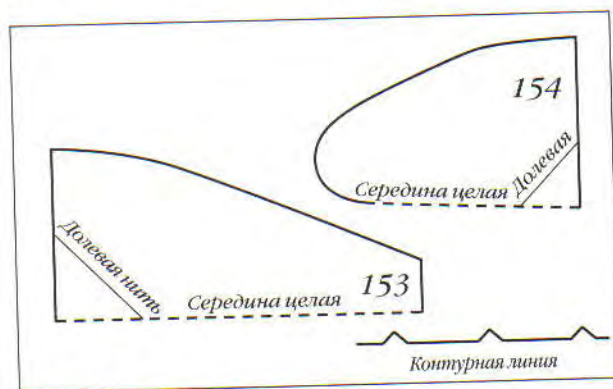 154
Долевая
Середина целая
Долевая нить
153
Середина целая
Контурная линия